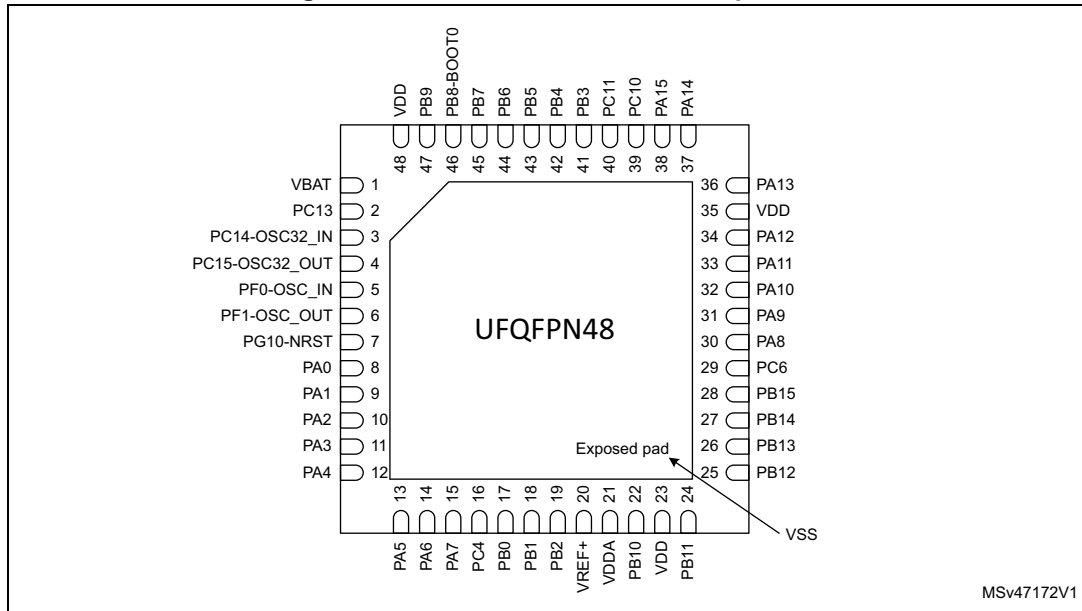 VDD
PB9
PB8-BOOT0
PB7
PB6
PB5
PB4
PB3
PC11
PC10
PA15
PA14
48 47 46 45 44 43 42 41 40 39 38 37
VBAT 1
PC13 2
PC14-OSC32_IN 3
PC15-OSC32_OUT 4
PF0-OSC_IN 5
PF1-OSC_OUT 6
PG10-NRST 7
PA0 8
PA1 9
PA2 10
PA3 11
PA4 12
UFQFPN48
36 PA13
35 VDD
34 PA12
33 PA11
32 PA10
31 PA9
30 PA8
29 PC6
28 PB15
27 PB14
26 PB13
25 PB12
Exposed pad
13 14 15 16 17 18 19 20 21 22 23 24
PA5
PA6
PA7
PC4
PB0
PB1
PB2
VREF+
VDDA
PB10
VDD
PB11
VSS
MSv47172V1